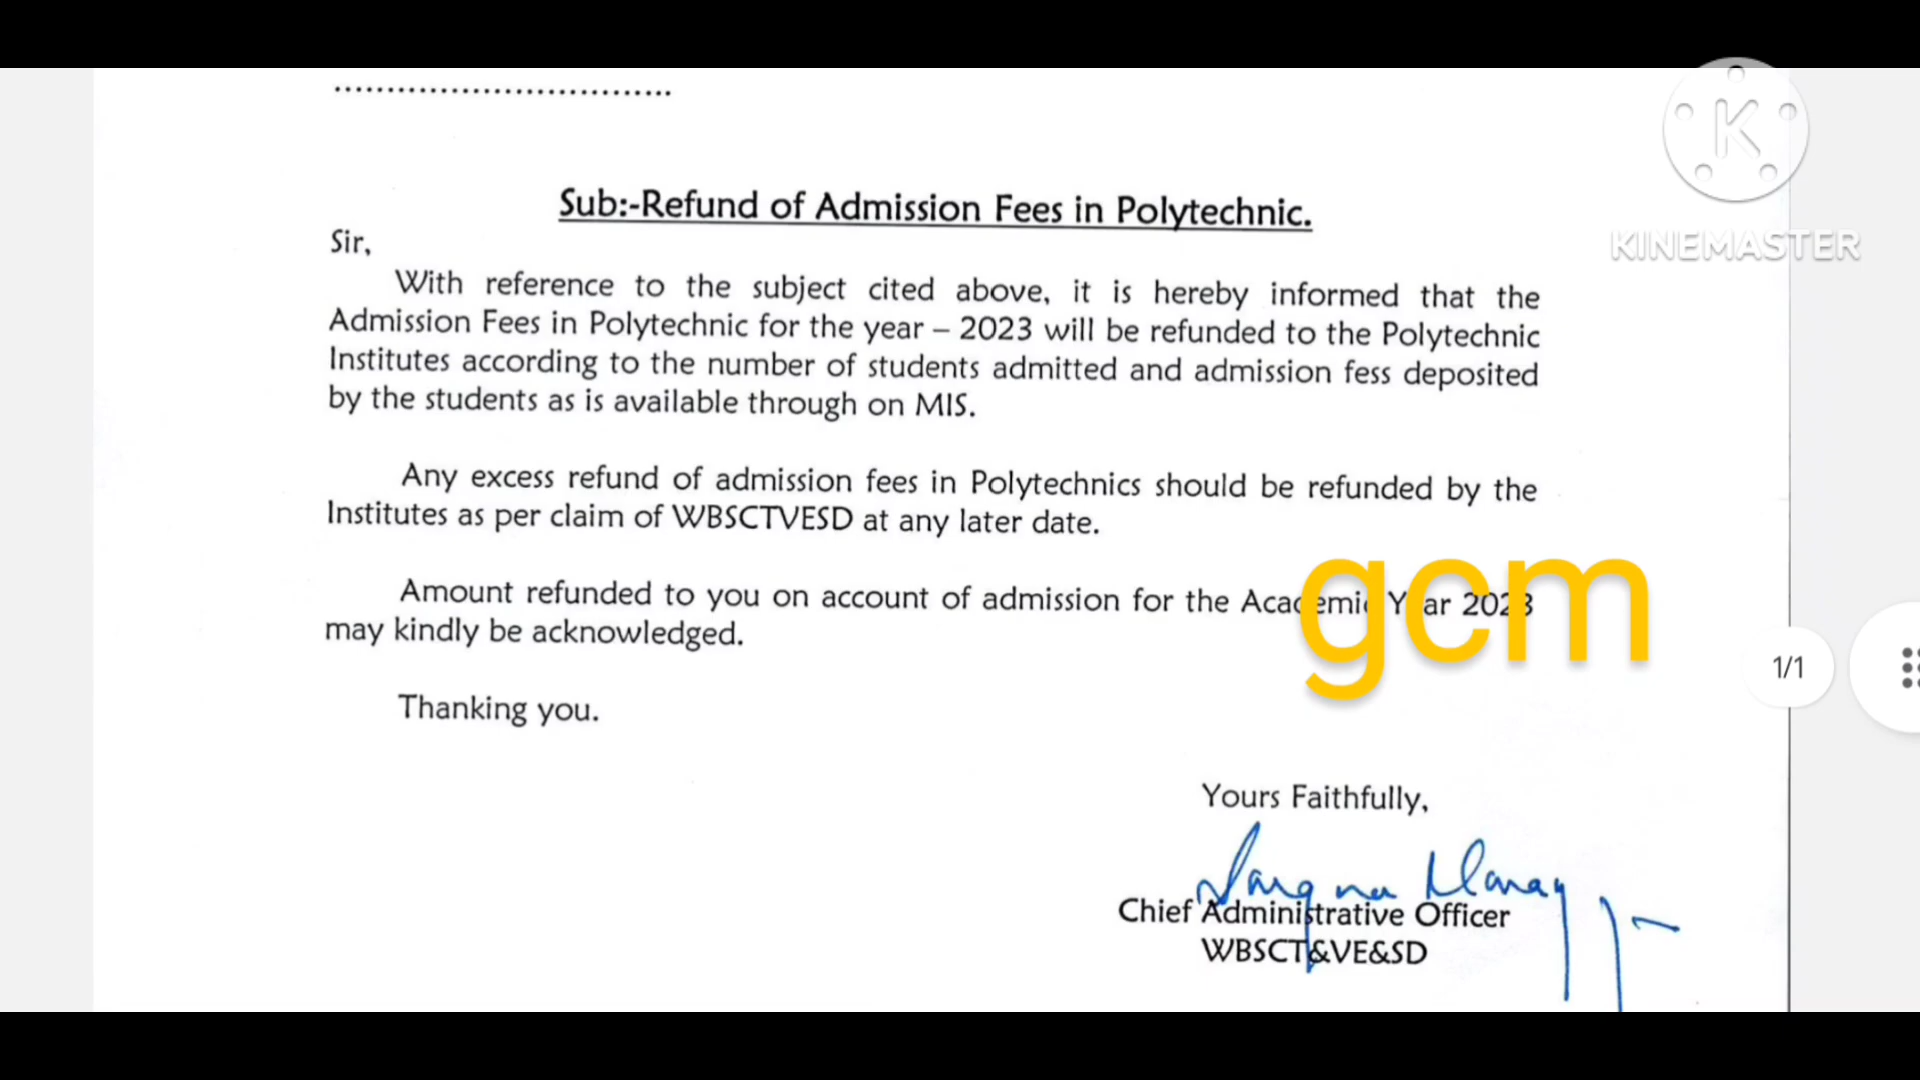 ................................
Sub:-Refund of Admission Fees in Polytechnic.
Sir,
With reference to the subject cited above, it is hereby informed that the
Admission Fees in Polytechnic for the year – 2023 will be refunded to the Polytechnic
Institutes according to the number of students admitted and admission fess deposited
by the students as is available through on MIS.
Any excess refund of admission fees in Polytechnics should be refunded by the
Institutes as per claim of WBSCTVESD at any later date.
Amount refunded to you on account of admission for the Academic Year 2023
may kindly be acknowledged.
Thanking you.
Yours Faithfully,
Chief Administrative Officer
WBSCT&VE&SD
K
KINEMASTER
gcm
1/1